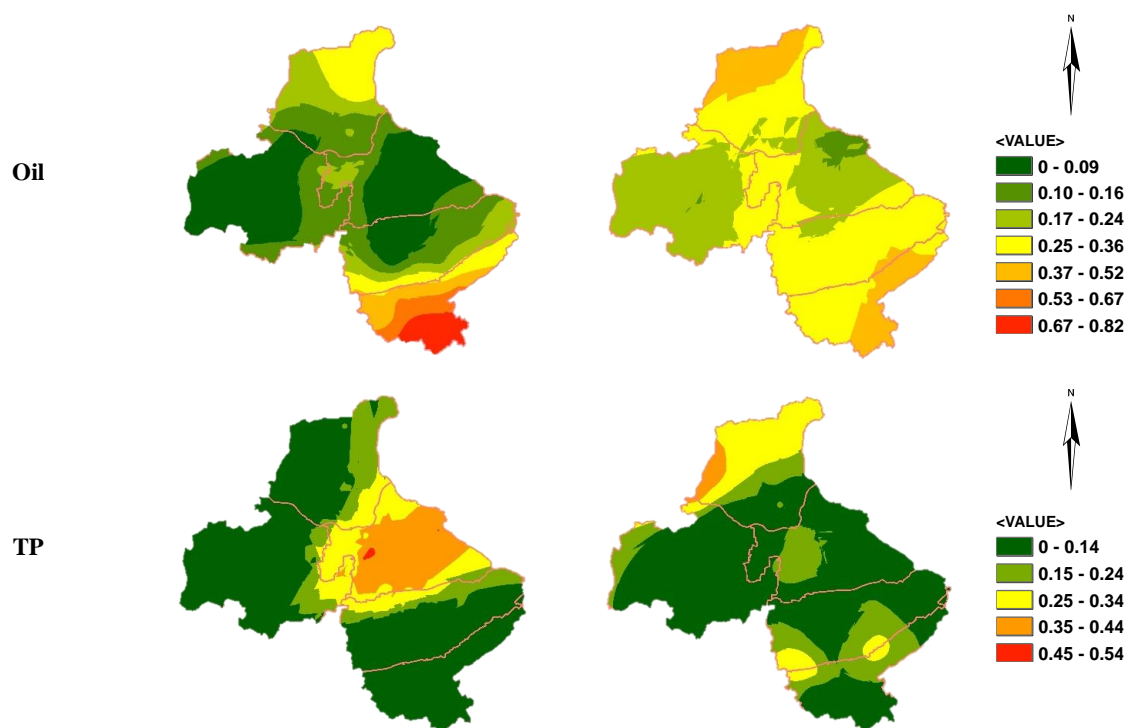 N
Oil
<VALUE>
0 - 0.09
0.10 - 0.16
0.17 - 0.24
0.25 - 0.36
0.37 - 0.52
0.53 - 0.67
0.67 - 0.82
N
TP
<VALUE>
0 - 0.14
0.15 - 0.24
0.25 - 0.34
0.35 - 0.44
0.45 - 0.54